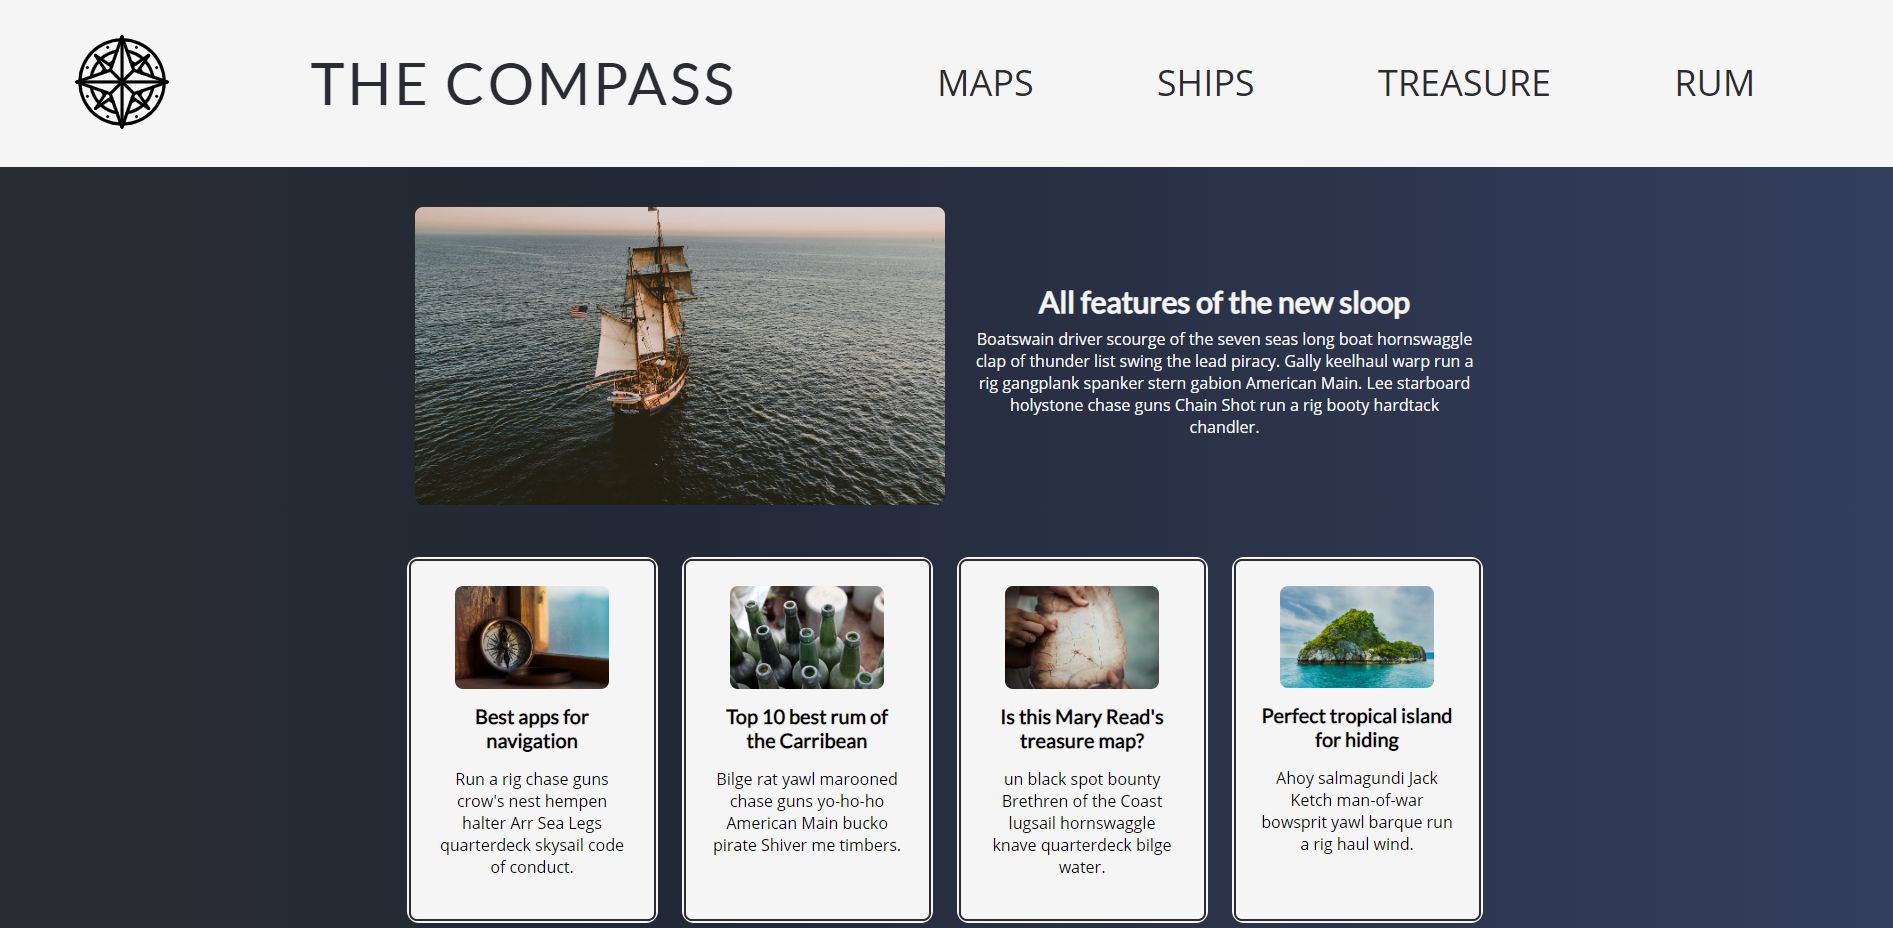 THE COMPASS
MAPS
SHIPS
TREASURE
RUM
All features of the new sloop
Boatswain driver scourge of the seven seas long boat hornswaggle
clap of thunder list swing the lead piracy. Gally keelhaul warp run a
rig gangplank spanker stern gabion American Main. Lee starboard
holystone chase guns Chain Shot run a rig booty hardtack
chandler.
Best apps for
navigation
Run a rig chase guns
crow's nest hempen
halter Arr Sea Legs
quarterdeck skysail code
of conduct.
Top 10 best rum of
the Carribean
Bilge rat yawl marooned
chase guns yo-ho-ho
American Main bucko
pirate Shiver me timbers.
Is this Mary Read's
treasure map?
un black spot bounty
Brethren of the Coast
lugsail hornswaggle
knave quarterdeck bilge
water.
Perfect tropical island
for hiding
Ahoy salmagundi Jack
Ketch man-of-war
bowsprit yawl barque run
a rig haul wind.